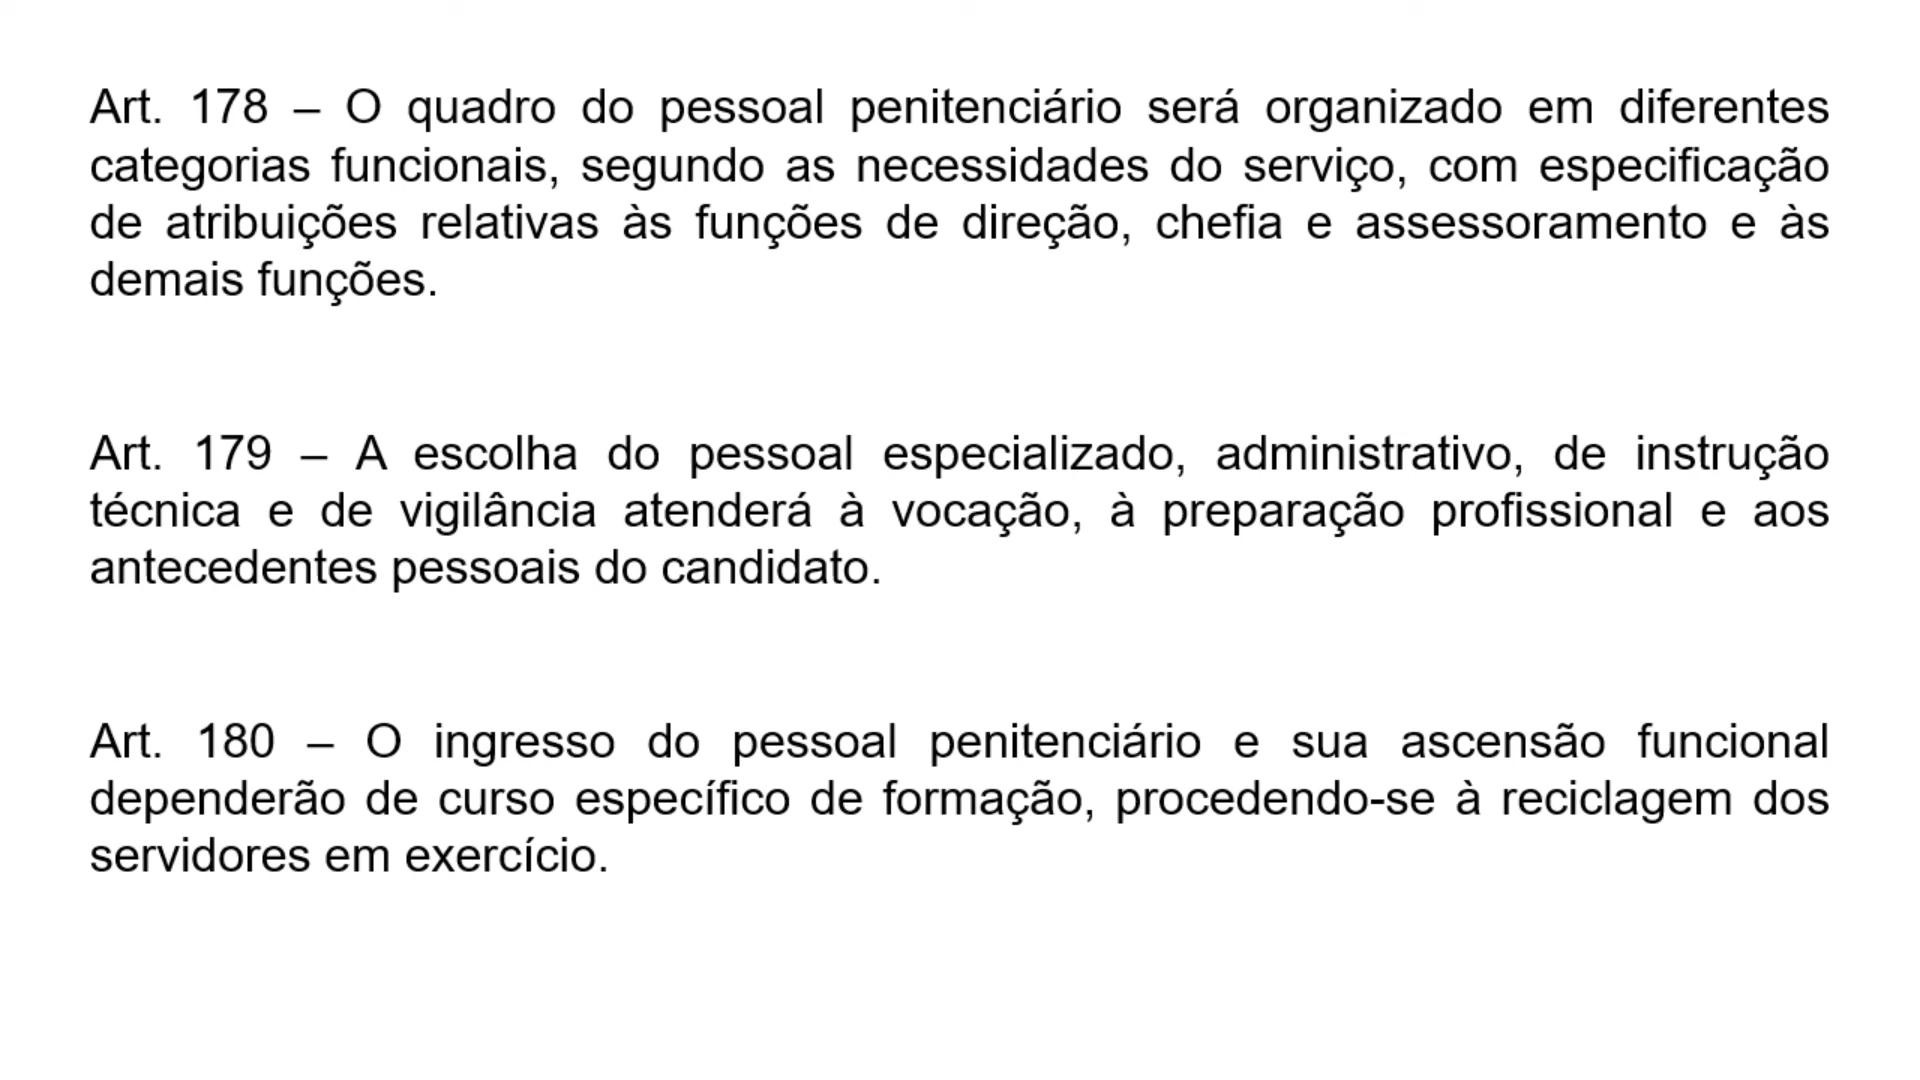 Art. 178 – O quadro do pessoal penitenciário será organizado em diferentes
categorias funcionais, segundo as necessidades do serviço, com especificação
de atribuições relativas às funções de direção, chefia e assessoramento e às
demais funções.
Art. 179 – A escolha do pessoal especializado, administrativo, de instrução
técnica e de vigilância atenderá à vocação, à preparação profissional e aos
antecedentes pessoais do candidato.
Art. 180 – O ingresso do pessoal penitenciário e sua ascensão funcional
dependerão de curso específico de formação, procedendo-se à reciclagem dos
servidores em exercício.